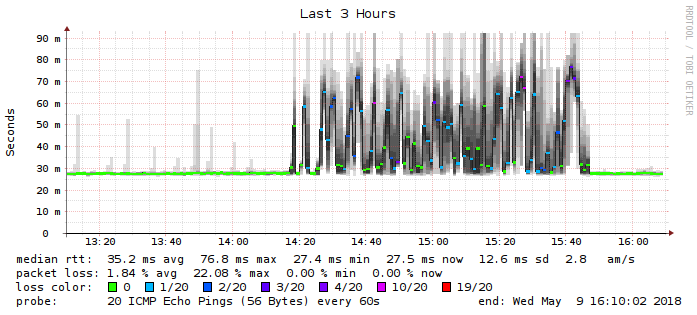 Last 3 Hours
RRDTOOL / TOBI OETIKER
Seconds
90 m
80 m
70 m
60 m
50 m
40 m
30 m
20 m
10 m
0
13:20 13:40 14:00 14:20 14:40 15:00 15:20 15:40 16:00
median rtt: 35.2 ms avg 76.8 ms max 27.4 ms min 27.5 ms now 12.6 ms sd 2.8 am/s
packet loss: 1.84 % avg 22.08 % max 0.00 % min 0.00 % now
loss color: 0 1/20 2/20 3/20 4/20 10/20 19/20
probe: 20 ICMP Echo Pings (56 Bytes) every 60s end: Wed May 9 16:10:02 2018